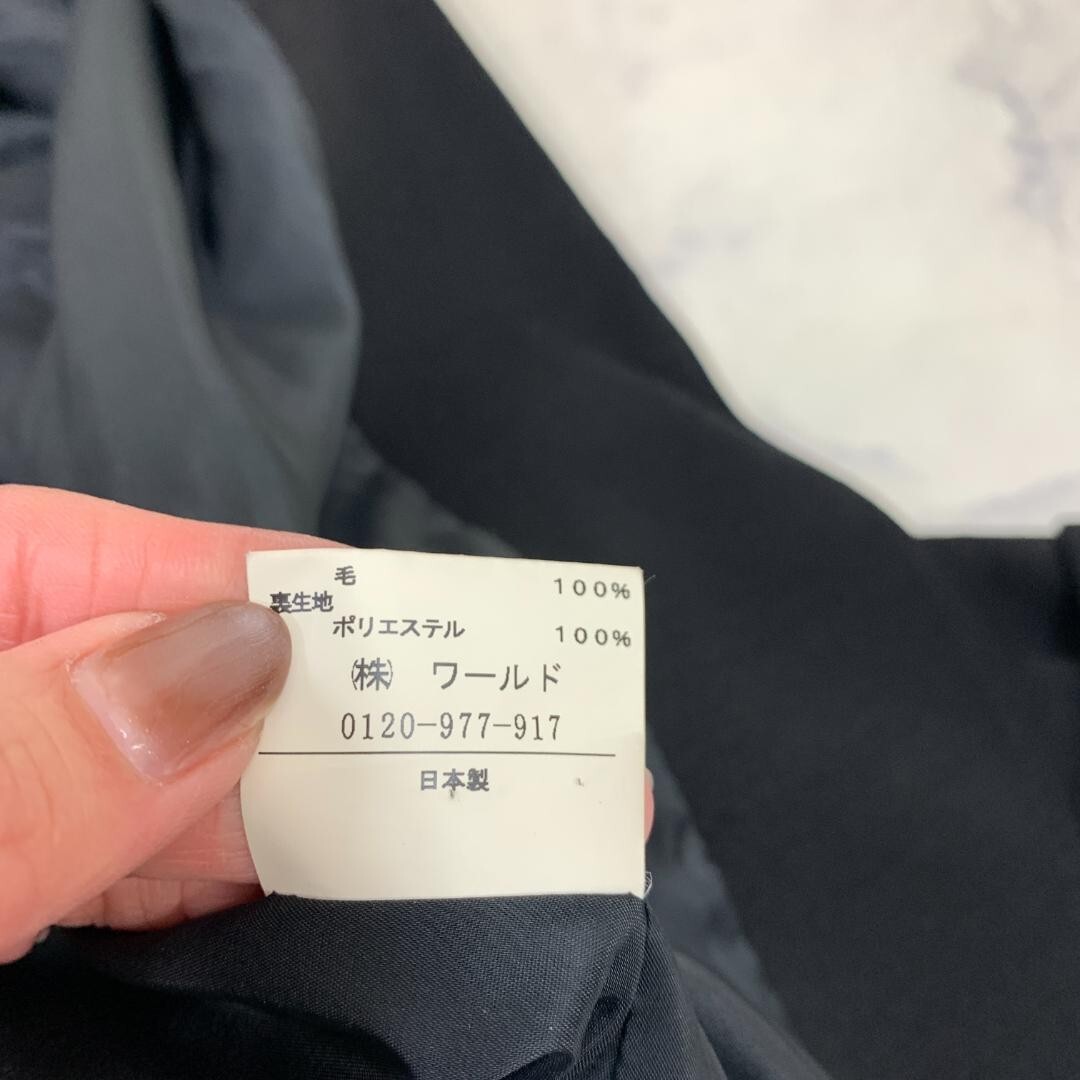 毛 100%
裏生地
ポリエステル 100%
㈱ ワールド
0120-977-917
日本製